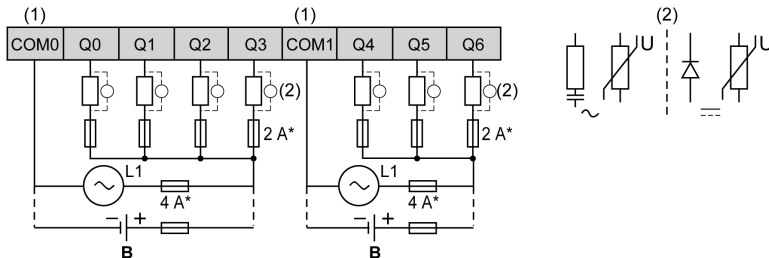 (1) (1) (2)
COM0 Q0 Q1 Q2 Q3 COM1 Q4 Q5 Q6
U U
(2) (2)
2 A* 2 A*
L1 L1
4 A* 4 A*
− + − +
B B